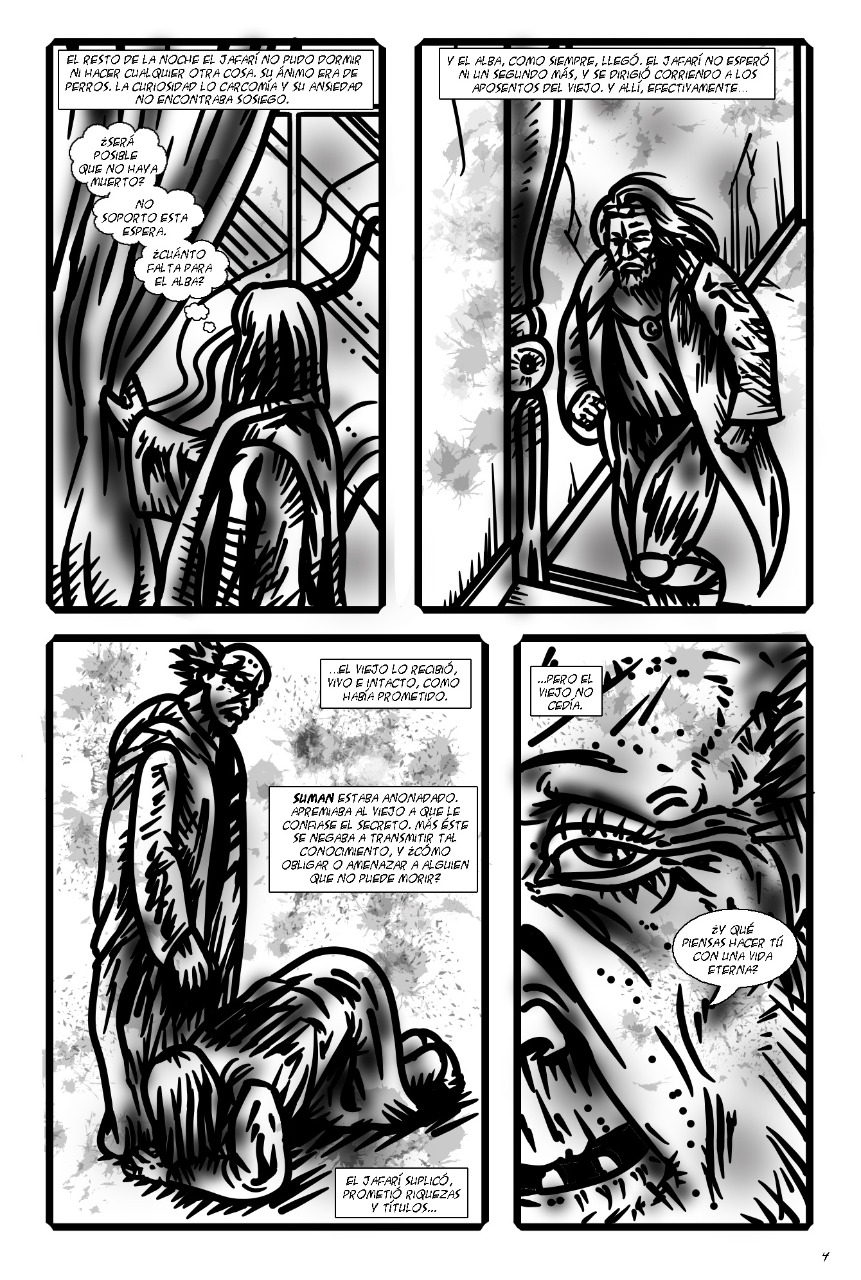 EL RESTO DE LA NOCHE EL JAFARÍ NO PUDO DORMIR
NI HACER CUALQUIER OTRA COSA. SU ÁNIMO ERA DE
PERROS. LA CURIOSIDAD LO CARCOMÍA Y SU ANSIEDAD
NO ENCONTRABA SOSIEGO.
¿SERÁ
POSIBLE
QUE NO HAYA
MUERTO?
NO
SOPORTO ESTA
ESPERA.
¿CUÁNTO
FALTA PARA
EL ALBA?
Y EL ALBA, COMO SIEMPRE, LLEGÓ. EL JAFARÍ NO ESPERÓ
NI UN SEGUNDO MÁS, Y SE DIRIGIÓ CORRIENDO A LOS
APOSENTOS DEL VIEJO. Y ALLÍ, EFECTIVAMENTE...
...EL VIEJO LO RECIBIÓ,
VIVO E INTACTO, COMO
HABÍA PROMETIDO.
SUMAN ESTABA ANONADADO.
APREMIABA AL VIEJO A QUE LE
CONFIASE EL SECRETO. MÁS ÉSTE
SE NEGABA A TRANSMITIR TAL
CONOCIMIENTO, Y ¿CÓMO
OBLIGAR O AMENAZAR A ALGUIEN
QUE NO PUEDE MORIR?
EL JAFARÍ SUPLICÓ,
PROMETIÓ RIQUEZAS
Y TÍTULOS...
...PERO EL
VIEJO NO
CEDÍA.
¿Y QUÉ
PIENSAS HACER TÚ
CON UNA VIDA
ETERNA?
4